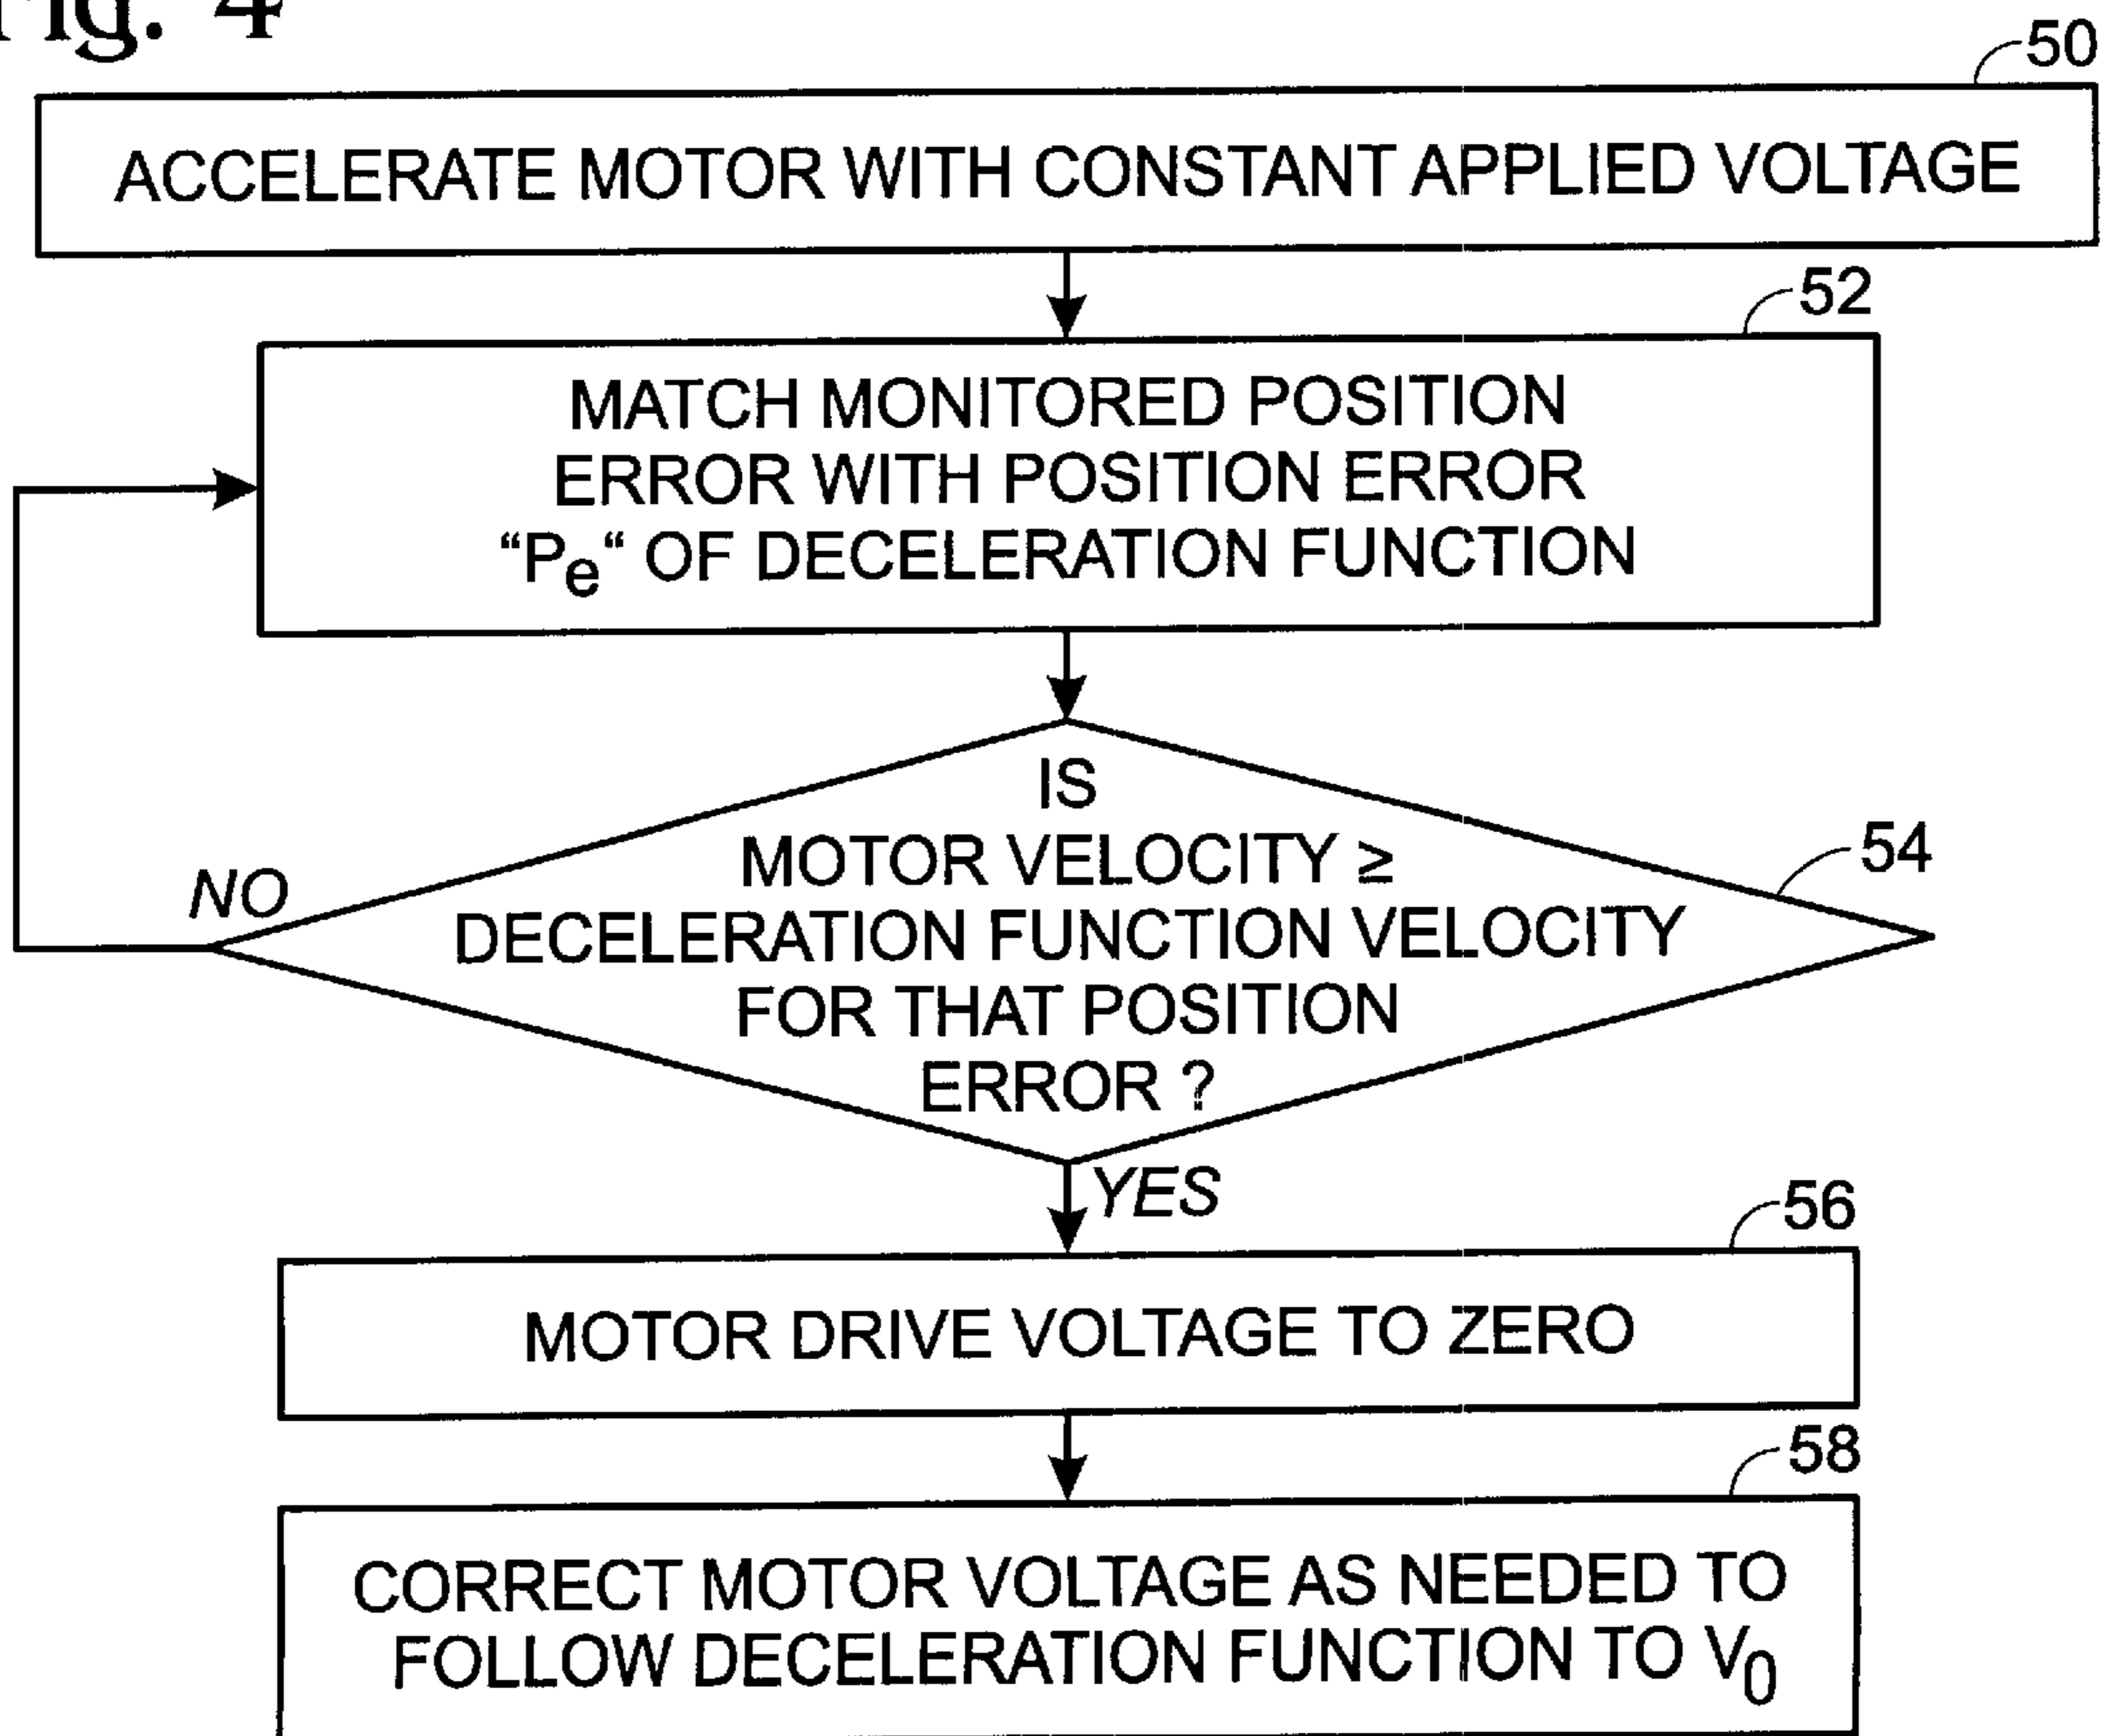 Fig. 4
50
ACCELERATE MOTOR WITH CONSTANT APPLIED VOLTAGE
52
MATCH MONITORED POSITION
ERROR WITH POSITION ERROR
“Pe“ OF DECELERATION FUNCTION
IS
MOTOR VELOCITY ≥
54
DECELERATION FUNCTION VELOCITY
NO
FOR THAT POSITION
ERROR ?
YES
56
MOTOR DRIVE VOLTAGE TO ZERO
58
CORRECT MOTOR VOLTAGE AS NEEDED TO
FOLLOW DECELERATION FUNCTION TO V0